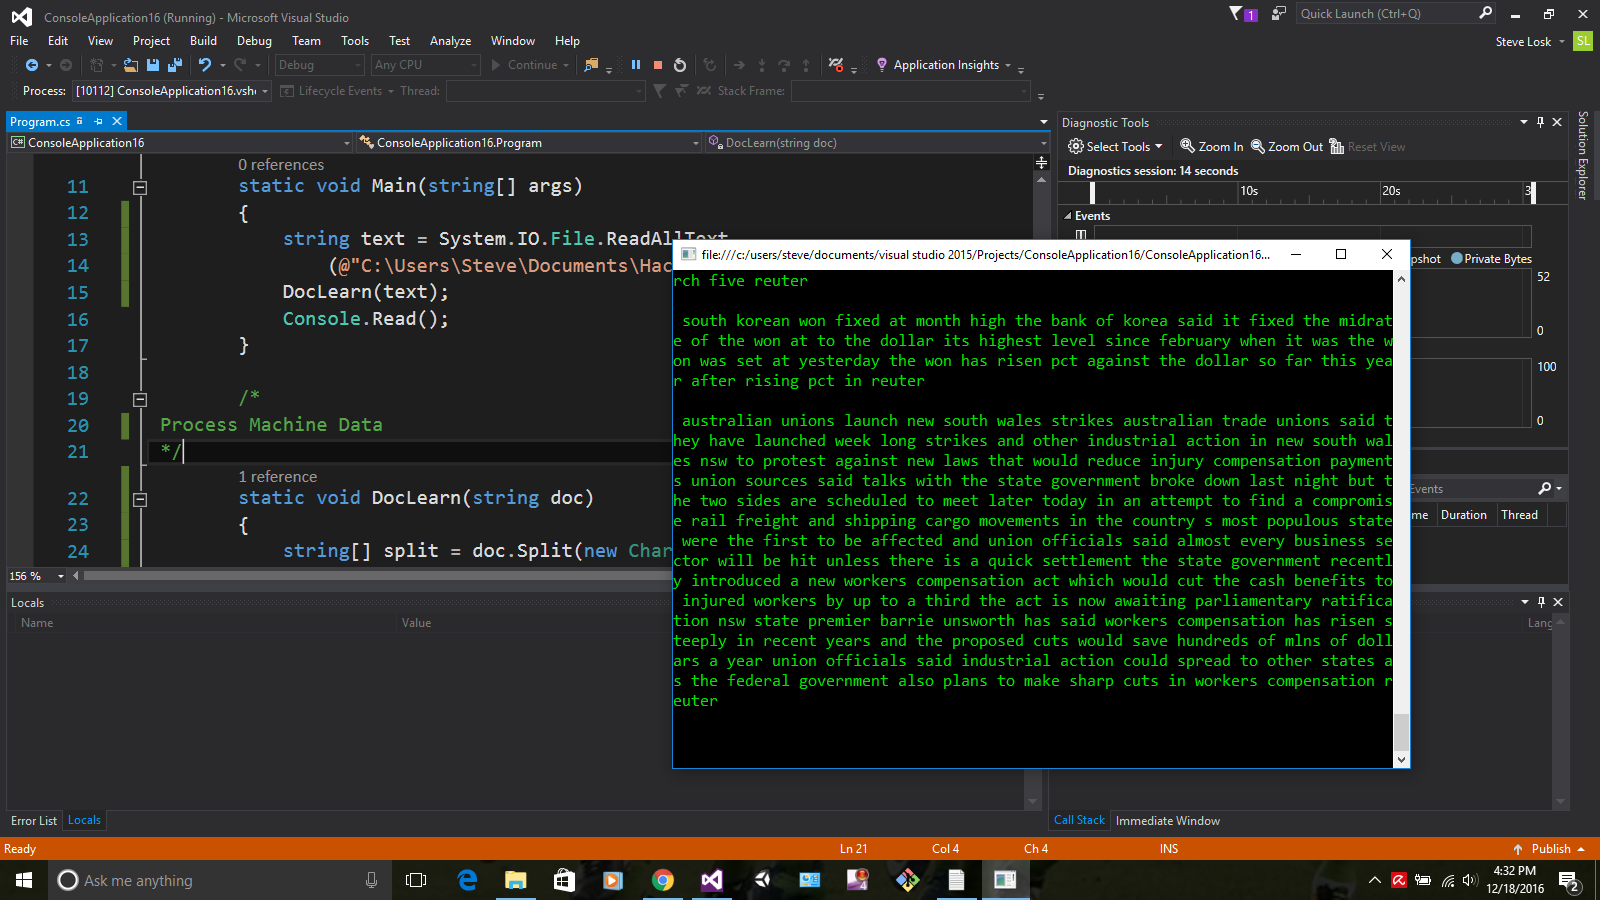 ConsoleApplication16 (Running) - Microsoft Visual Studio
1
Quick Launch (Ctrl+Q)
File Edit View Project Build Debug Team Tools Test Analyze Window Help
Steve Losk SL
Debug Any CPU Continue Application Insights
Process: [10112] ConsoleApplication16.vsh Lifecycle Events Thread: Stack Frame:
Program.cs
ConsoleApplication16 ConsoleApplication16.Program DocLearn(string doc)
0 references
11 static void Main(string[] args)
12 {
13 string text = System.IO.File.ReadAllText
14 (@"C:\Users\Steve\Documents\Hac
15 DocLearn(text);
16 Console.Read();
17 }
18
19 /*
20 Process Machine Data
21 */
1 reference
22 static void DocLearn(string doc)
23 {
24 string[] split = doc.Split(new Char
156 %
Diagnostic Tools
Select Tools Zoom In Zoom Out Reset View
Diagnostics session: 14 seconds
10s 20s 3
Events
pshot Private Bytes
52
0
100
0
Events
me Duration Thread
Lang
Solution Explorer
file:///c:/users/steve/documents/visual studio 2015/Projects/ConsoleApplication16/ConsoleApplication16...
rch five reuter
south korean won fixed at month high the bank of korea said it fixed the midrat
e of the won at to the dollar its highest level since february when it was the w
on was set at yesterday the won has risen pct against the dollar so far this yea
r after rising pct in reuter
australian unions launch new south wales strikes australian trade unions said t
hey have launched week long strikes and other industrial action in new south wal
es nsw to protest against new laws that would reduce injury compensation payment
s union sources said talks with the state government broke down last night but t
he two sides are scheduled to meet later today in an attempt to find a compromis
e rail freight and shipping cargo movements in the country s most populous state
were the first to be affected and union officials said almost every business se
ctor will be hit unless there is a quick settlement the state government recentl
y introduced a new workers compensation act which would cut the cash benefits to
injured workers by up to a third the act is now awaiting parliamentary ratifica
tion nsw state premier barrie unsworth has said workers compensation has risen s
teeply in recent years and the proposed cuts would save hundreds of mlns of doll
ars a year union officials said industrial action could spread to other states a
s the federal government also plans to make sharp cuts in workers compensation r
euter
Locals
Name Value
Error List Locals
Call Stack Immediate Window
Ready Ln 21 Col 4 Ch 4 INS Publish
Ask me anything
4:32 PM
12/18/2016
2